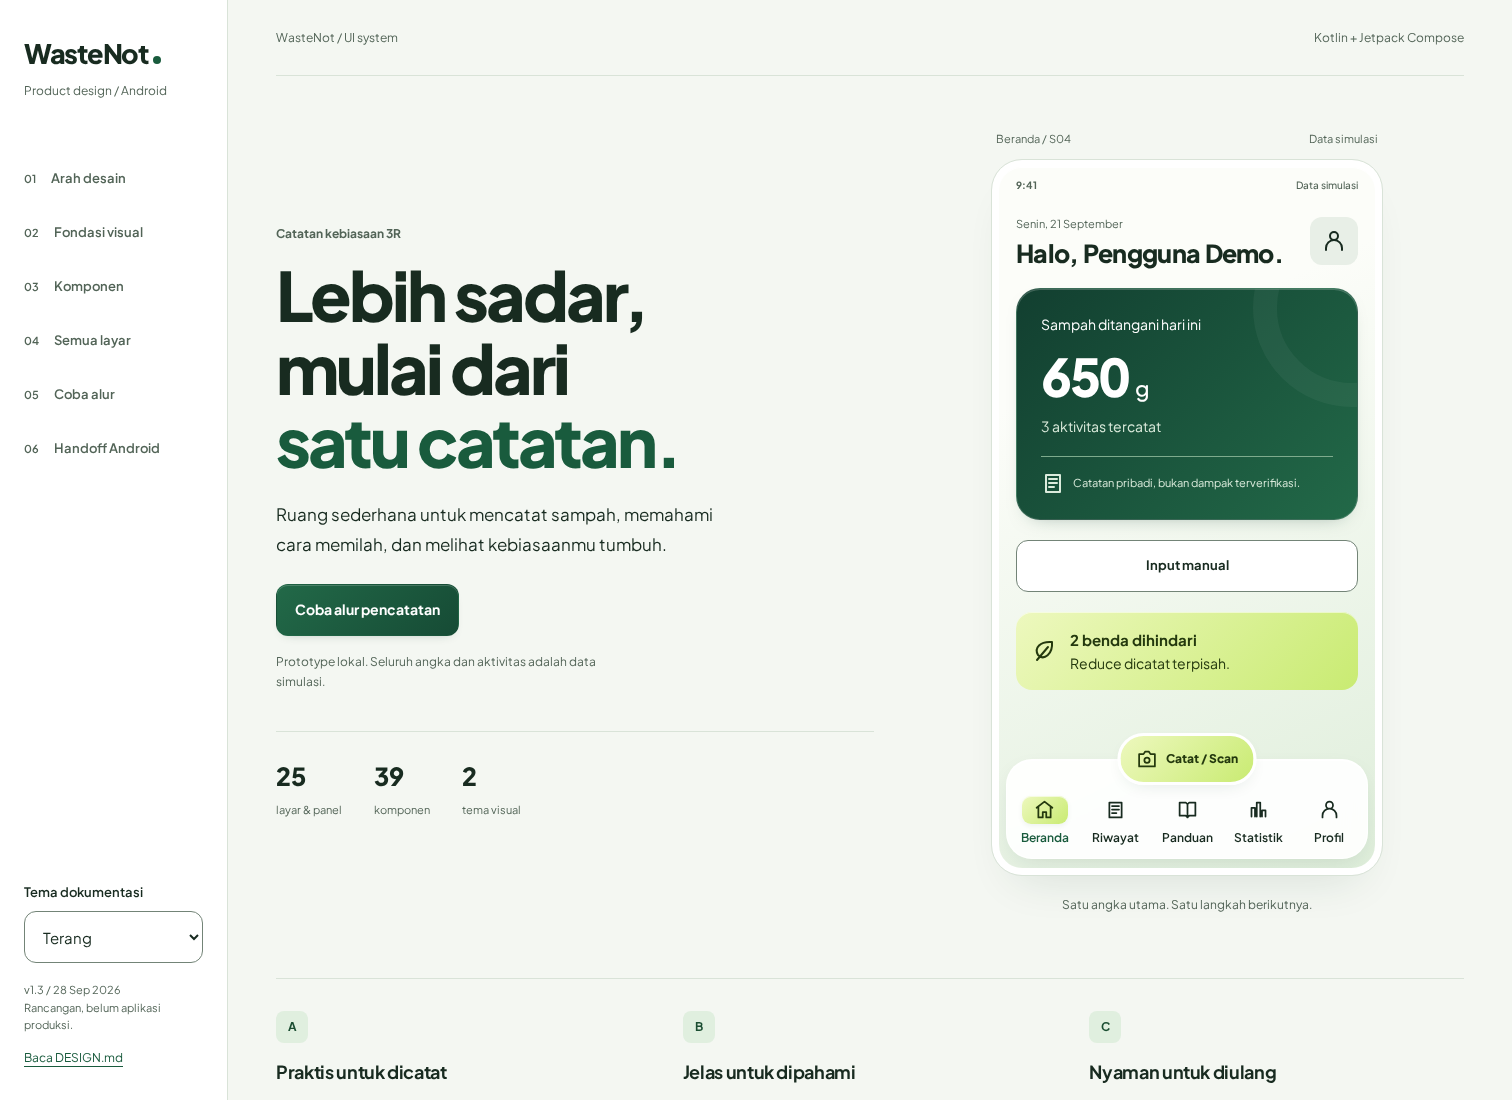 WasteNot.
Product design / Android
01 Arah desain
02 Fondasi visual
03 Komponen
04 Semua layar
05 Coba alur
06 Handoff Android
Tema dokumentasi
Terang
v1.3 / 28 Sep 2026
Rancangan, belum aplikasi
produksi.
Baca DESIGN.md
WasteNot / UI system
Kotlin + Jetpack Compose
Catatan kebiasaan 3R
Lebih sadar,
mulai dari
satu catatan.
Ruang sederhana untuk mencatat sampah, memahami
cara memilah, dan melihat kebiasaanmu tumbuh.
Coba alur pencatatan
Prototype lokal. Seluruh angka dan aktivitas adalah data
simulasi.
25
layar & panel
39
komponen
2
tema visual
Beranda / S04
Data simulasi
9:41
Data simulasi
Senin, 21 September
Halo, Pengguna Demo.
Sampah ditangani hari ini
650 g
3 aktivitas tercatat
Catatan pribadi, bukan dampak terverifikasi.
Input manual
2 benda dihindari
Reduce dicatat terpisah.
Catat / Scan
Beranda
Riwayat
Panduan
Statistik
Profil
Satu angka utama. Satu langkah berikutnya.
A
Praktis untuk dicatat
B
Jelas untuk dipahami
C
Nyaman untuk diulang